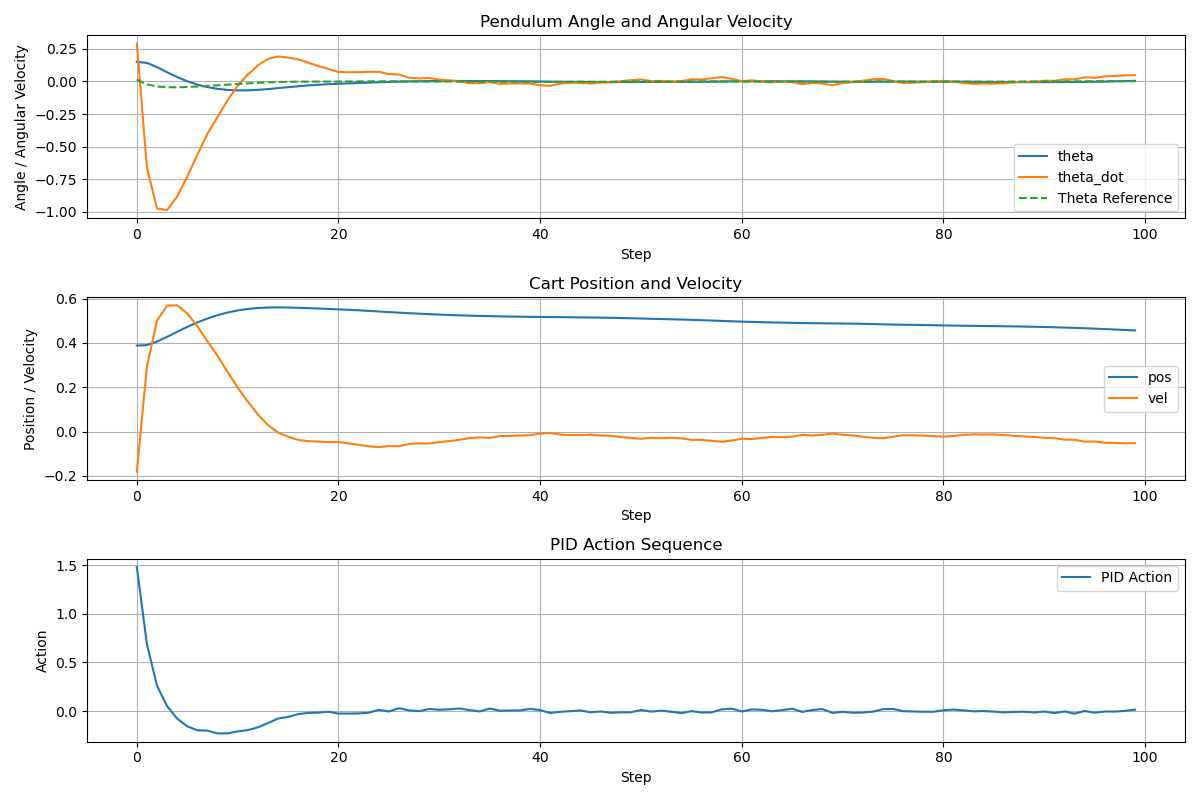 Pendulum Angle and Angular Velocity
Angle / Angular Velocity
0.25
0.00
−0.25
−0.50
−0.75
−1.00
theta
theta_dot
Theta Reference
0 20 40 60 80 100
Step
Cart Position and Velocity
Position / Velocity
0.6
0.4
0.2
0.0
−0.2
pos
vel
0 20 40 60 80 100
Step
PID Action Sequence
Action
1.5
1.0
0.5
0.0
PID Action
0 20 40 60 80 100
Step